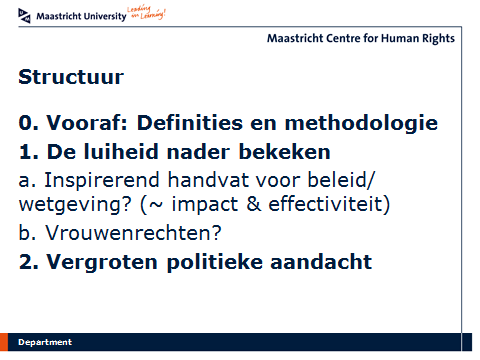 Maastricht University
Leading
in Learning!
Maastricht Centre for Human Rights
Structuur
0. Vooraf: Definities en methodologie
1. De luiheid nader bekeken
a. Inspirerend handvat voor beleid/
wetgeving? (~ impact & effectiviteit)
b. Vrouwenrechten?
2. Vergroten politieke aandacht
Department